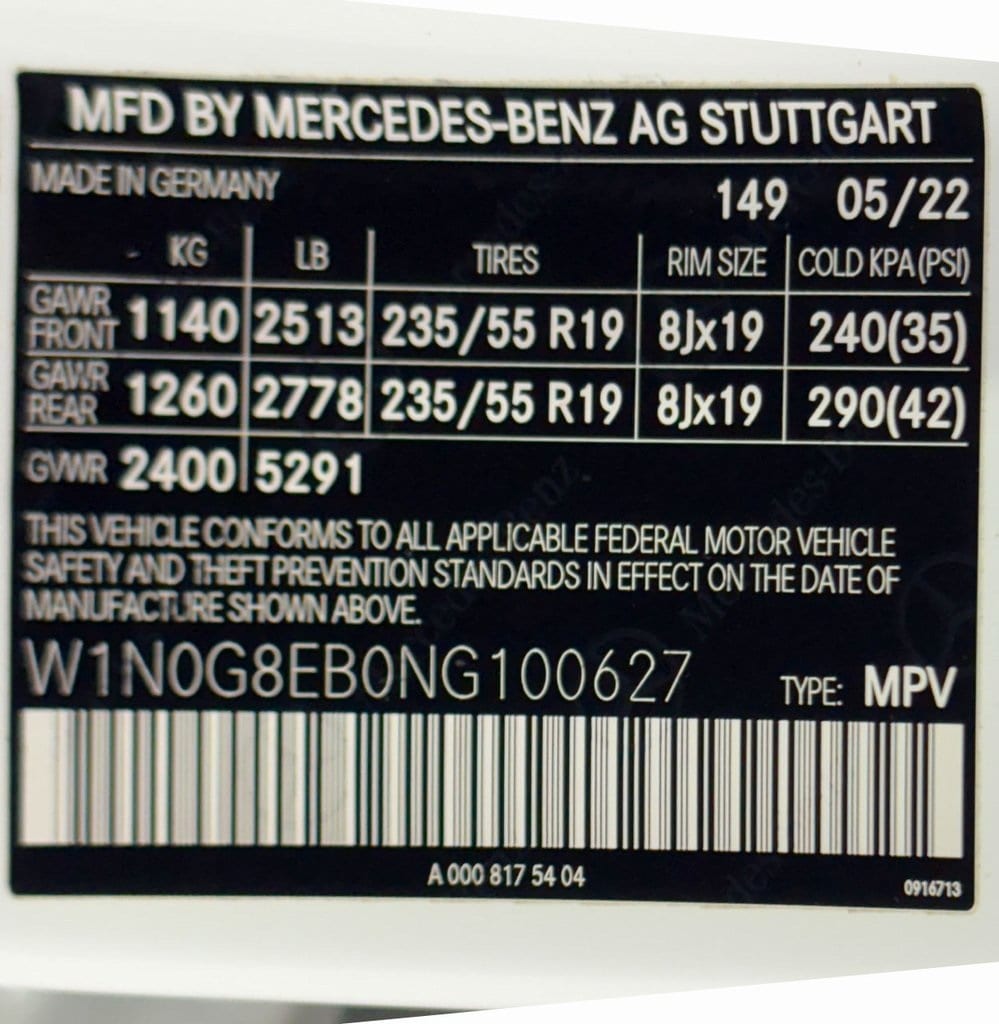 MFD BY MERCEDES-BENZ AG STUTTGART
MADE IN GERMANY 149 05/22
KG LB TIRES RIM SIZE COLD KPA (PSI)
GAWR FRONT 1140 2513 235/55 R19 8Jx19 240(35)
GAWR REAR 1260 2778 235/55 R19 8Jx19 290(42)
GVWR 2400 5291
THIS VEHICLE CONFORMS TO ALL APPLICABLE FEDERAL MOTOR VEHICLE
SAFETY AND THEFT PREVENTION STANDARDS IN EFFECT ON THE DATE OF
MANUFACTURE SHOWN ABOVE.
W1N0G8EB0NG100627 TYPE: MPV
A 000 817 54 04
0916713